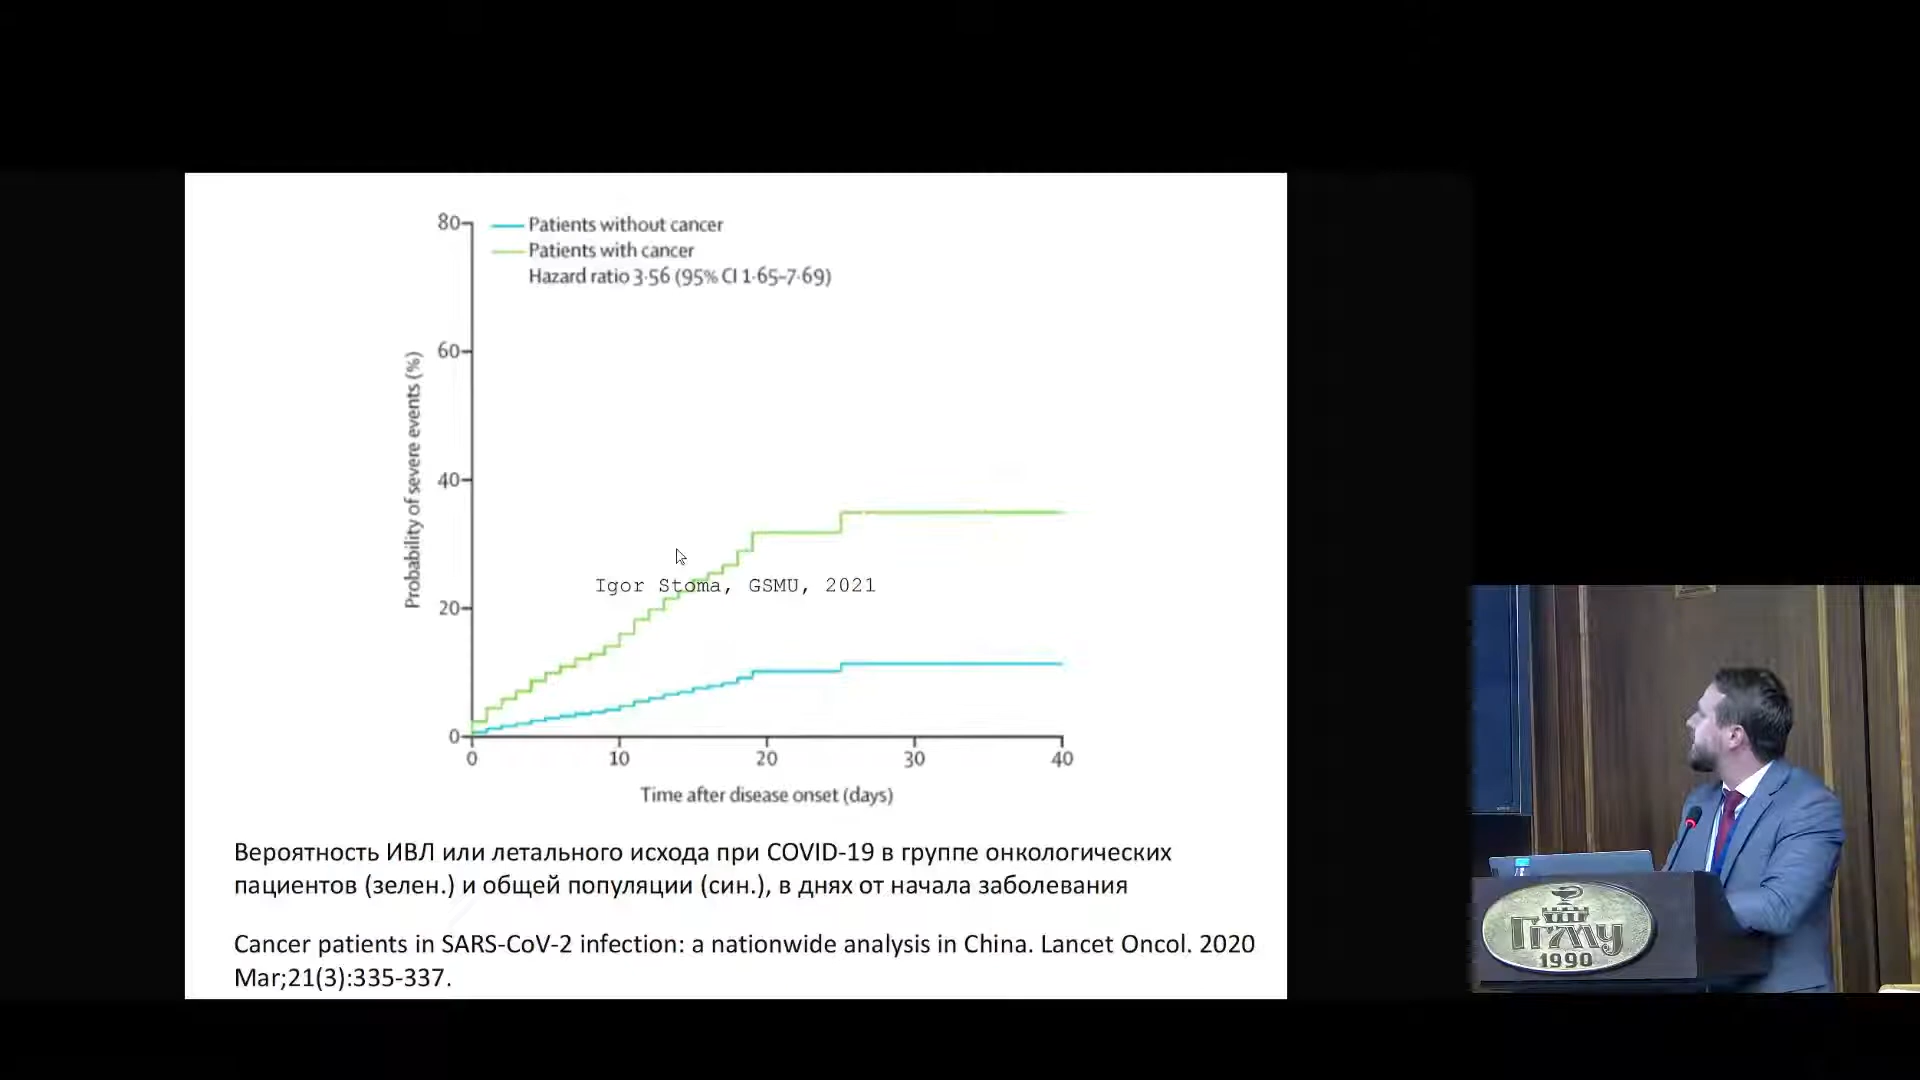 80
Patients without cancer
Patients with cancer
Hazard ratio 3·56 (95% CI 1·65–7·69)
60
40
20
0
Probability of severe events (%)
Igor Stoma, GSMU, 2021
0 10 20 30 40
Time after disease onset (days)
Вероятность ИВЛ или летального исхода при COVID-19 в группе онкологических
пациентов (зелен.) и общей популяции (син.), в днях от начала заболевания
Cancer patients in SARS-CoV-2 infection: a nationwide analysis in China. Lancet Oncol. 2020
Mar;21(3):335-337.
ГГМУ
1990